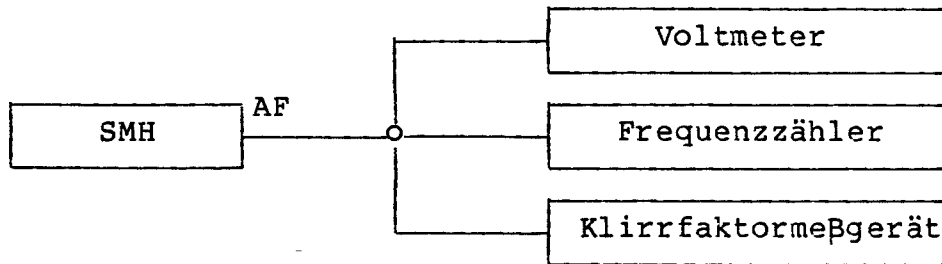 Voltmeter
AF
SMH
Frequenzzähler
Klirrfaktormeßgerät